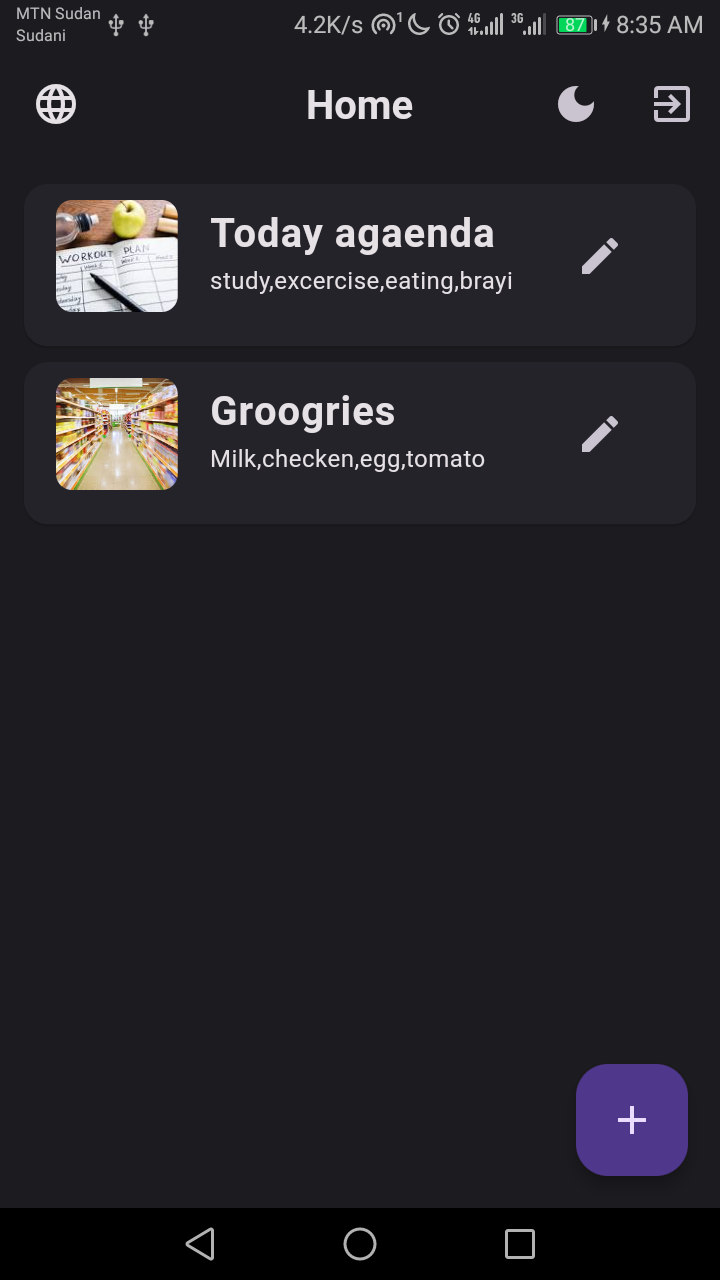 MTN Sudan
Sudani
4.2K/s 1 4G 3G 87 8:35 AM
Home
Today agaenda
study,excercise,eating,brayi
WORKOUT PLAN
Groogries
Milk,checken,egg,tomato